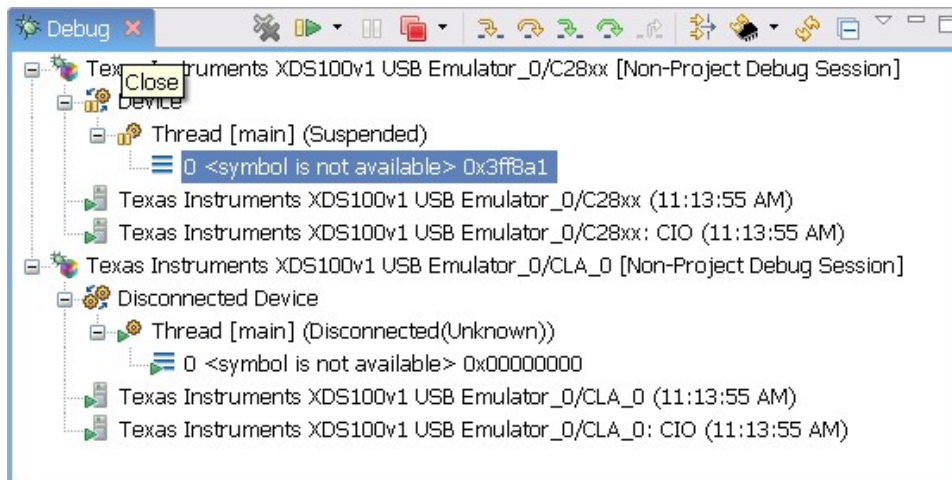 Debug
Texas Instruments XDS100v1 USB Emulator_0/C28xx [Non-Project Debug Session]
Close
Device
Thread [main] (Suspended)
0 <symbol is not available> 0x3ff8a1
Texas Instruments XDS100v1 USB Emulator_0/C28xx (11:13:55 AM)
Texas Instruments XDS100v1 USB Emulator_0/C28xx: CIO (11:13:55 AM)
Texas Instruments XDS100v1 USB Emulator_0/CLA_0 [Non-Project Debug Session]
Disconnected Device
Thread [main] (Disconnected(Unknown))
0 <symbol is not available> 0x00000000
Texas Instruments XDS100v1 USB Emulator_0/CLA_0 (11:13:55 AM)
Texas Instruments XDS100v1 USB Emulator_0/CLA_0: CIO (11:13:55 AM)